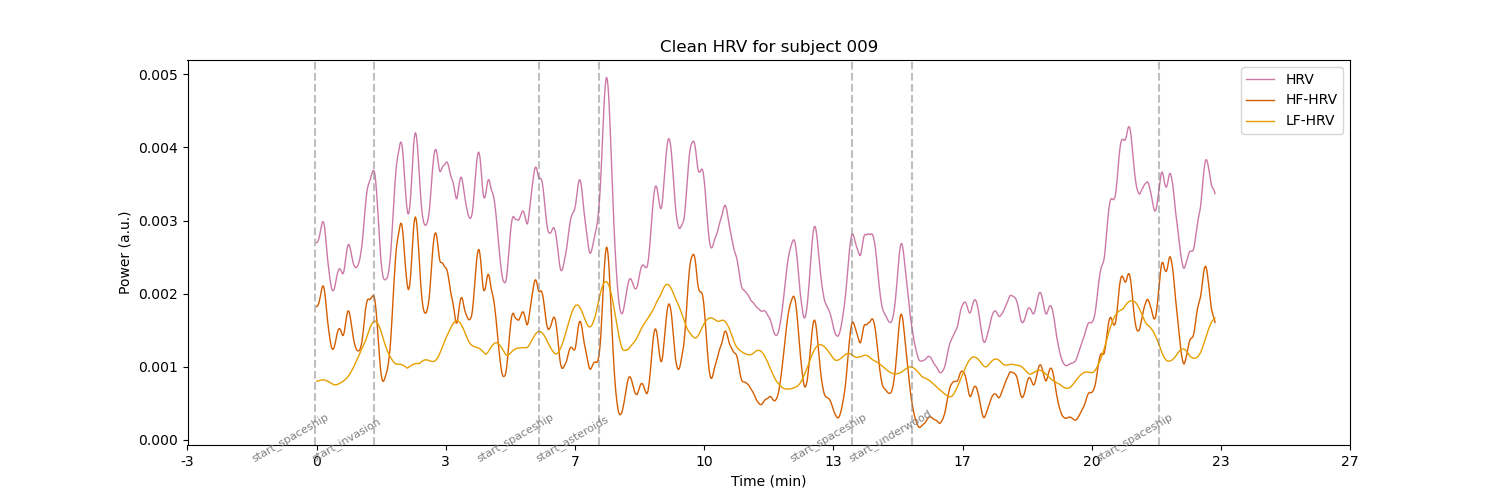 Clean HRV for subject 009
HRV
HF-HRV
LF-HRV
Power (a.u.)
0.005
0.004
0.003
0.002
0.001
0.000
start_spaceship
start_invasion
start_spaceship
start_asteroids
start_spaceship
start_underwood
start_spaceship
-3 0 3 7 10 13 17 20 23 27
Time (min)